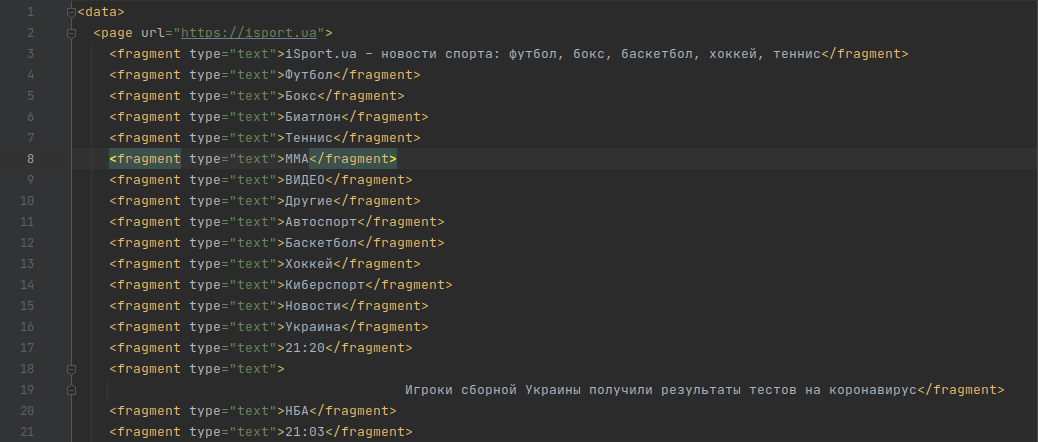 1 <data>
2 <page url="https://isport.ua">
3 <fragment type="text">iSport.ua – новости спорта: футбол, бокс, баскетбол, хоккей, теннис</fragment>
4 <fragment type="text">Футбол</fragment>
5 <fragment type="text">Бокс</fragment>
6 <fragment type="text">Биатлон</fragment>
7 <fragment type="text">Теннис</fragment>
8 <fragment type="text">ММА</fragment>
9 <fragment type="text">ВИДЕО</fragment>
10 <fragment type="text">Другие</fragment>
11 <fragment type="text">Автоспорт</fragment>
12 <fragment type="text">Баскетбол</fragment>
13 <fragment type="text">Хоккей</fragment>
14 <fragment type="text">Киберспорт</fragment>
15 <fragment type="text">Новости</fragment>
16 <fragment type="text">Украина</fragment>
17 <fragment type="text">21:20</fragment>
18 <fragment type="text">
19 Игроки сборной Украины получили результаты тестов на коронавирус</fragment>
20 <fragment type="text">НБА</fragment>
21 <fragment type="text">21:03</fragment>